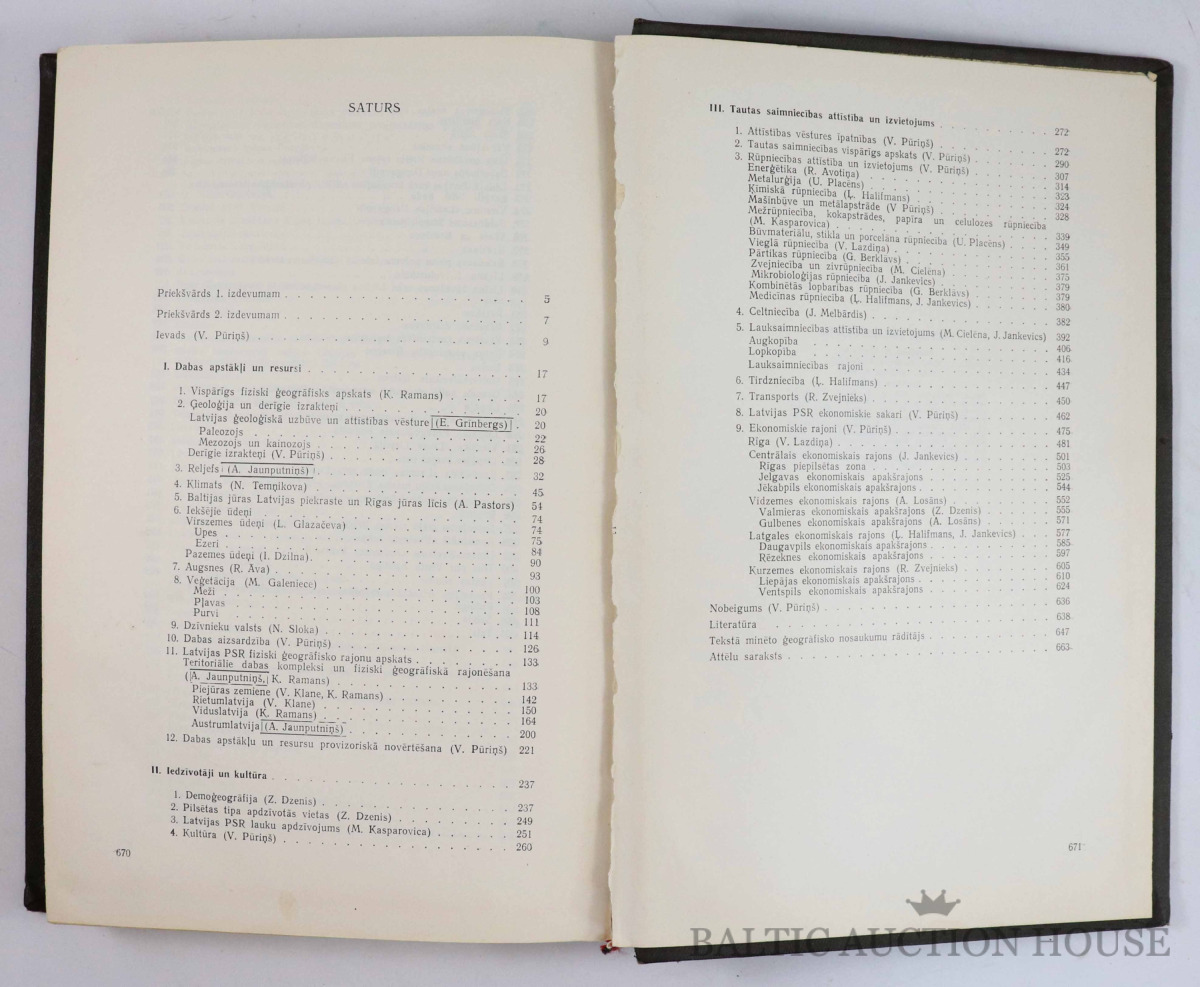 SATURS
Priekšvārds 1. izdevumam . . . 5
Priekšvārds 2. izdevumam . . . 7
Ievads (V. Pūriņš) . . . 9
I. Dabas apstākļi un resursi . . . 17
1. Vispārīgs fiziski ģeogrāfisks apskats (K. Ramans) . . . 17
2. Ģeoloģija un derīgie izrakteņi . . . 20
Latvijas ģeoloģiskā uzbūve un attīstības vēsture (E. Grīnbergs) . 20
Paleozojs . . . 22
Mezozojs un kainozojs . . . 26
Derīgie izrakteņi (V. Pūriņš) . . . 28
3. Reljefs (A. Jaunputniņš) . . . 32
4. Klimats (N. Temņikova) . . . 45
5. Baltijas jūras Latvijas piekraste un Rīgas jūras līcis (A. Pastors) 54
6. Iekšējie ūdeņi . . . 74
Virszemes ūdeņi (L. Glazačeva) . . . 74
Upes . . . 75
Ezeri . . . 84
Pazemes ūdeņi (I. Dzilna) . . . 90
7. Augsnes (R. Āva) . . . 93
8. Veģetācija (M. Galeniece) . . . 100
Meži . . . 103
Pļavas . . . 108
Purvi . . . 111
9. Dzīvnieku valsts (N. Sloka) . . . 114
10. Dabas aizsardzība (V. Pūriņš) . . . 126
11. Latvijas PSR fiziski ģeogrāfisko rajonu apskats . . . 133
Teritoriālie dabas kompleksi un fiziski ģeogrāfiskā rajonēšana
(A. Jaunputniņš, K. Ramans) . . . 133
Piejūras zemiene (V. Klane, K. Ramans) . . . 142
Rietumlatvija (V. Klane) . . . 150
Viduslatvija (K. Ramans) . . . 164
Austrumlatvija (A. Jaunputniņš) . . . 200
12. Dabas apstākļu un resursu provizoriskā novērtēšana (V. Pūriņš) 221
II. Iedzīvotāji un kultūra . . . 237
1. Demoģeogrāfija (Z. Dzenis) . . . 237
2. Pilsētas tipa apdzīvotās vietas (Z. Dzenis) . . . 249
3. Latvijas PSR lauku apdzīvojums (M. Kasparovica) . . . 251
4. Kultūra (V. Pūriņš) . . . 260
670
III. Tautas saimniecības attīstība un izvietojums . . . 272
1. Attīstības vēstures īpatnības (V. Pūriņš) . . . 272
2. Tautas saimniecības vispārīgs apskats (V. Pūriņš) . . . 290
3. Rūpniecības attīstība un izvietojums (V. Pūriņš) . . . 307
Enerģētika (R. Avotiņa) . . . 314
Metalurģija (U. Placēns) . . . 323
Ķīmiskā rūpniecība (Ļ. Halifmans) . . . 324
Mašīnbūve un metālapstrāde (V Pūriņš) . . . 328
Mežrūpniecība, kokapstrādes, papīra un celulozes rūpniecība
(M. Kasparovica) . . . 339
Būvmateriālu, stikla un porcelāna rūpniecība (U. Placēns) . . . 349
Vieglā rūpniecība (V. Lazdiņa) . . . 355
Pārtikas rūpniecība (G. Berklāvs) . . . 361
Zvejniecība un zivrūpniecība (M. Cielēna) . . . 375
Mikrobioloģijas rūpniecība (J. Jankevics) . . . 379
Kombinētās lopbarības rūpniecība (G. Berklāvs) . . . 379
Medicīnas rūpniecība (Ļ. Halifmans, J. Jankevics) . . . 380
4. Celtniecība (J. Melbārdis) . . . 382
5. Lauksaimniecības attīstība un izvietojums (M. Cielēna, J. Jankevics) 392
Augkopība . . . 406
Lopkopība . . . 416
Lauksaimniecības rajoni . . . 434
6. Tirdzniecība (Ļ. Halifmans) . . . 447
7. Transports (R. Zvejnieks) . . . 450
8. Latvijas PSR ekonomiskie sakari (V. Pūriņš) . . . 462
9. Ekonomiskie rajoni (V. Pūriņš) . . . 475
Rīga (V. Lazdiņa) . . . 481
Centrālais ekonomiskais rajons (J. Jankevics) . . . 501
Rīgas piepilsētas zona . . . 503
Jelgavas ekonomiskais apakšrajons . . . 525
Jēkabpils ekonomiskais apakšrajons . . . 544
Vidzemes ekonomiskais rajons (A. Losāns) . . . 552
Valmieras ekonomiskais apakšrajons (Z. Dzenis) . . . 555
Gulbenes ekonomiskais apakšrajons (A. Losāns) . . . 571
Latgales ekonomiskais rajons (Ļ. Halifmans, J. Jankevics) . . . 577
Daugavpils ekonomiskais apakšrajons . . . 585
Rēzeknes ekonomiskais apakšrajons . . . 597
Kurzemes ekonomiskais rajons (R. Zvejnieks) . . . 605
Liepājas ekonomiskais apakšrajons . . . 610
Ventspils ekonomiskais apakšrajons . . . 624
Nobeigums (V. Pūriņš) . . . 636
Literatūra . . . 638
Tekstā minēto ģeogrāfisko nosaukumu rādītājs . . . 647
Attēlu saraksts . . . 663
671
BALTIC AUCTION HOUSE